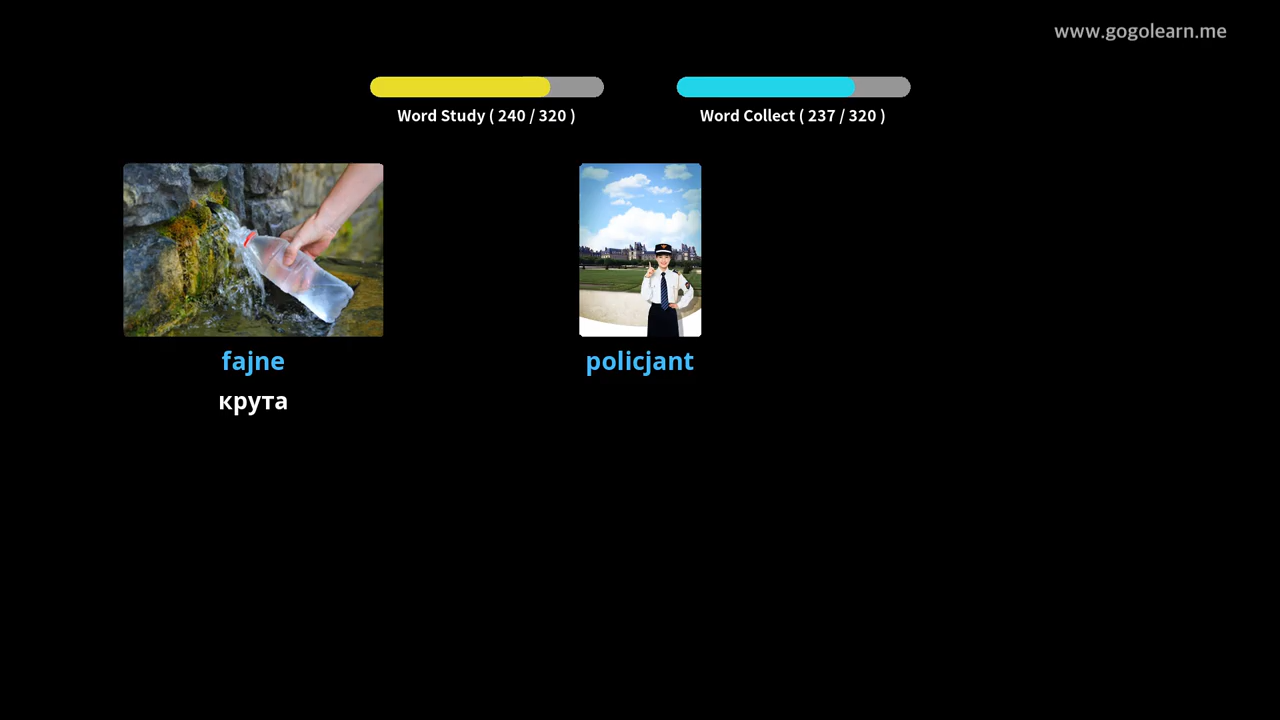 www.gogolearn.me
Word Study ( 240 / 320 )
Word Collect ( 237 / 320 )
fajne
policjant
крута